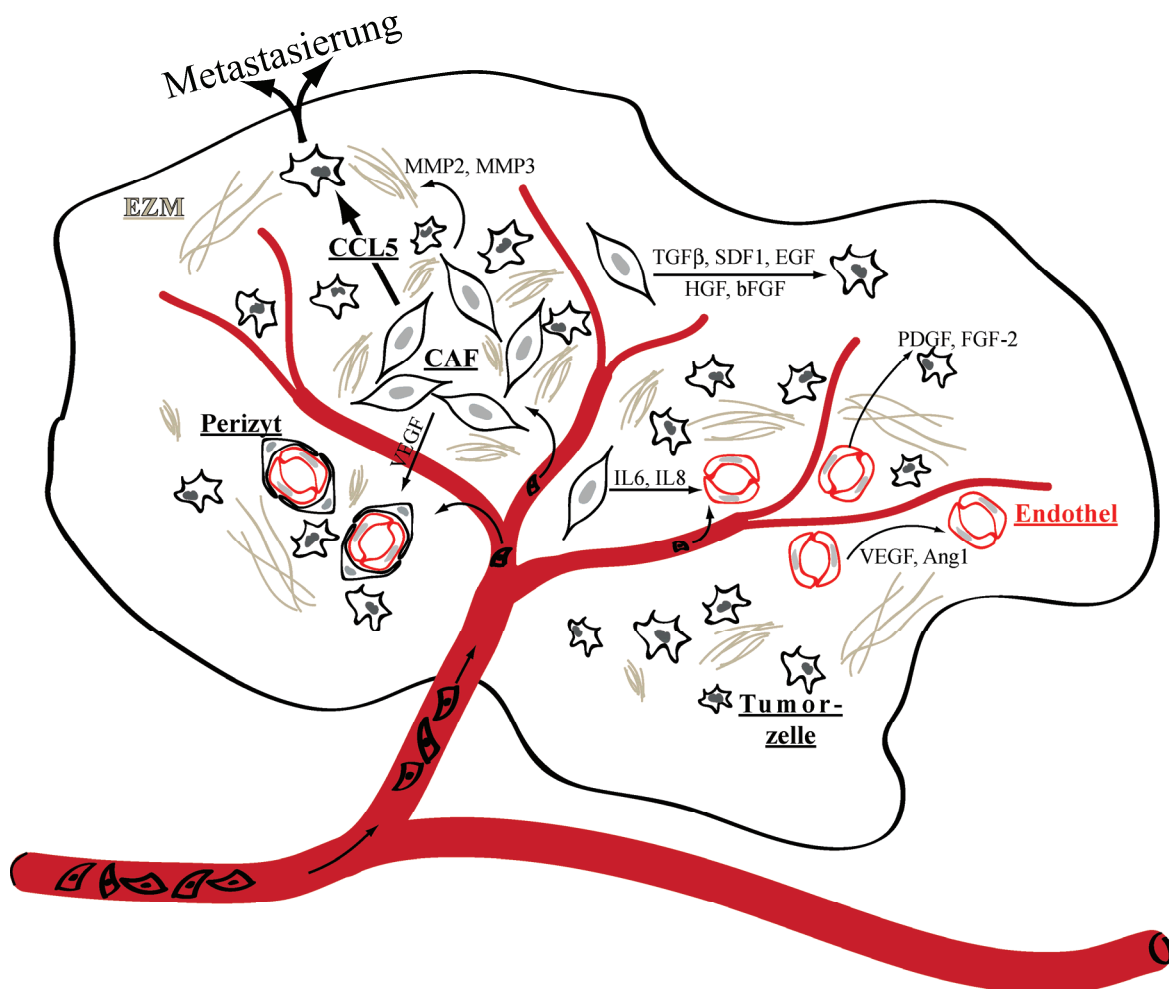 Metastasierung
MMP2, MMP3
EZM
CCL5
TGFβ, SDF1, EGF
HGF, bFGF
PDGF, FGF-2
CAF
Perizyt
VEGF
IL6, IL8
Endothel
VEGF, Ang1
Tumor-
zelle